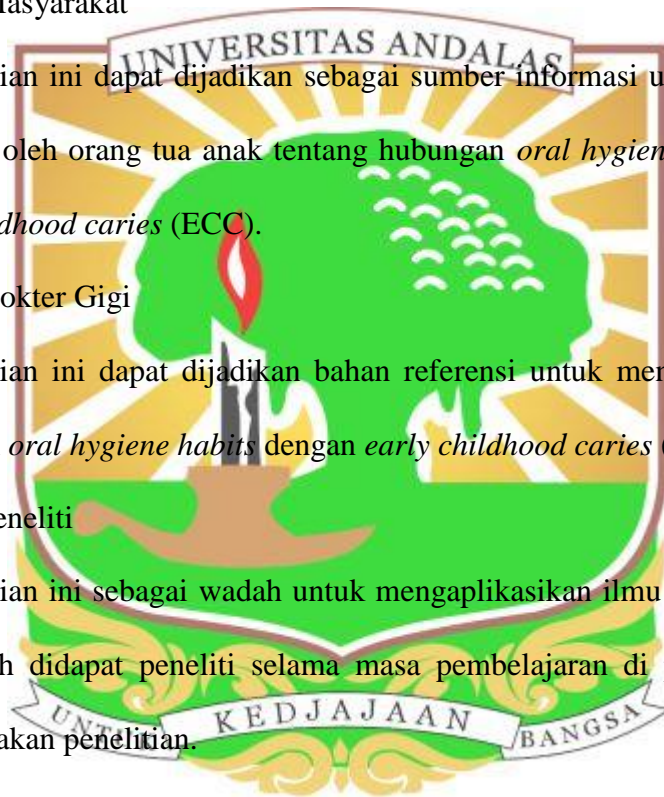 Masyarakat
UNIVERSITAS ANDALAS
ian ini dapat dijadikan sebagai sumber informasi u
oleh orang tua anak tentang hubungan oral hygien
dhood caries (ECC).
okter Gigi
ian ini dapat dijadikan bahan referensi untuk men
oral hygiene habits dengan early childhood caries (
eneliti
ian ini sebagai wadah untuk mengaplikasikan ilmu
h didapat peneliti selama masa pembelajaran di
akan penelitian.
UNTUK KEDJAJAAN BANGSA